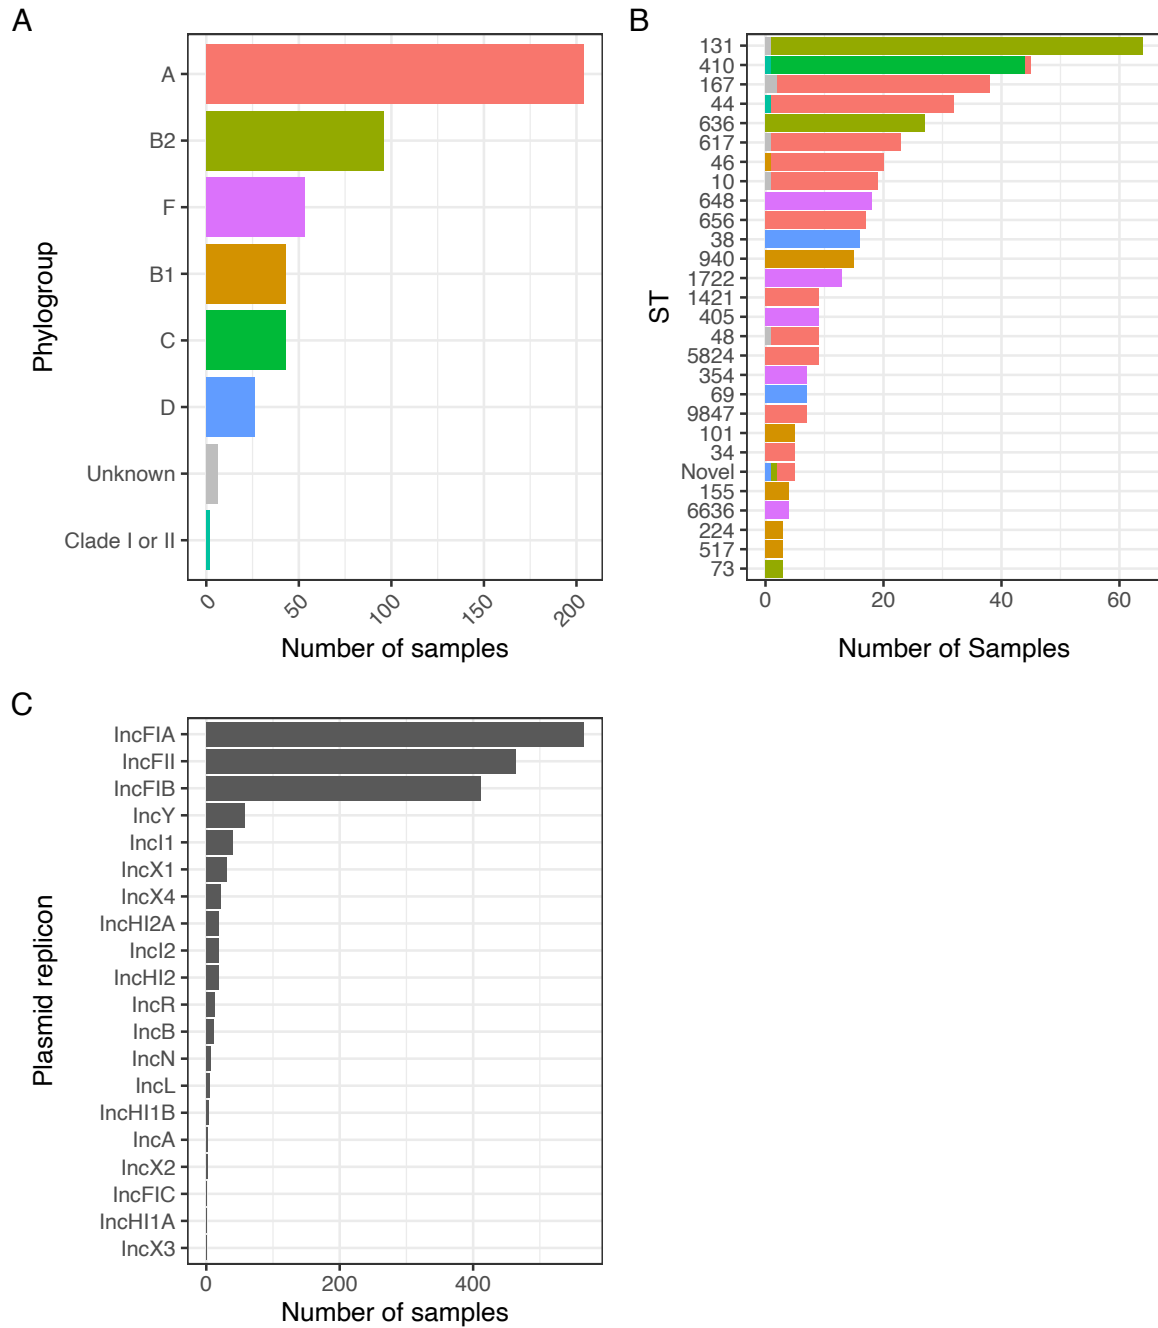 A
Phylogroup
A
B2
F
B1
C
D
Unknown
Clade I or II
0
50
100
150
200
Number of samples
B
ST
131
410
167
44
636
617
46
10
648
656
38
940
1722
1421
405
48
5824
354
69
9847
101
34
Novel
155
6636
224
517
73
0
20
40
60
Number of Samples
C
Plasmid replicon
IncFIA
IncFII
IncFIB
IncY
IncI1
IncX1
IncX4
IncHI2A
IncI2
IncHI2
IncR
IncB
IncN
IncL
IncHI1B
IncA
IncX2
IncFIC
IncHI1A
IncX3
0
200
400
Number of samples